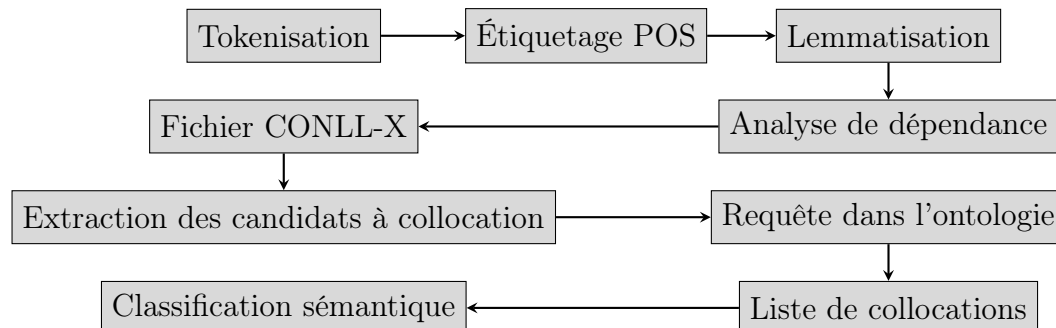 Tokenisation
Étiquetage POS
Lemmatisation
Fichier CONLL-X
Analyse de dépendance
Extraction des candidats à collocation
Requête dans l'ontologie
Classification sémantique
Liste de collocations